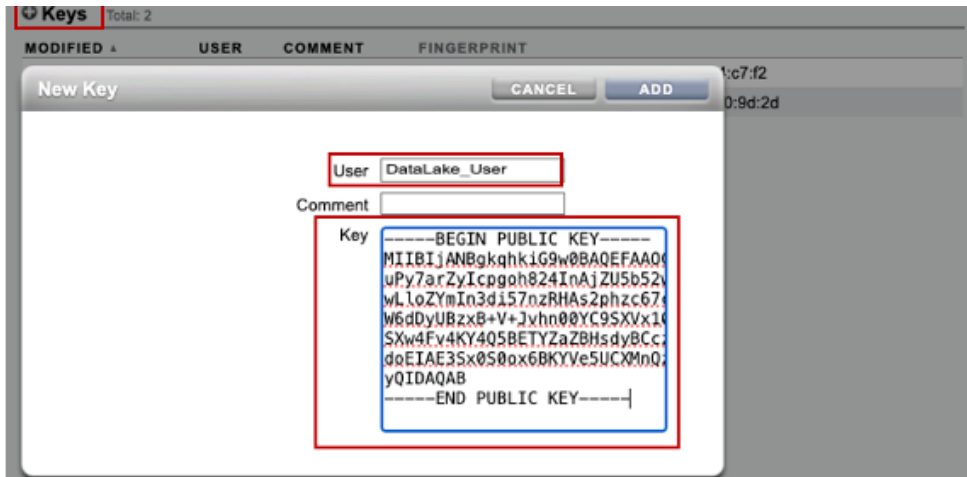 Keys Total: 2
MODIFIED ▲ USER COMMENT FINGERPRINT
:c7:f2
New Key CANCEL ADD
0:9d:2d
User DataLake_User
Comment
Key -----BEGIN PUBLIC KEY-----
MIIBIjANBgkqhkiG9w0BAQEFAAO
uPy7arZyIcpgoh824InAjZU5b52
wLloZYmIn3di57nzRHAs2phzc67
W6dDyUBzxB+V+Jvhn00YC9SXVx1
SXw4Fv4KY4Q5BETYZaZBHsdyBCc
doEIAE3Sx0S0ox6BKYVe5UCXMnQ
yQIDAQAB
-----END PUBLIC KEY-----